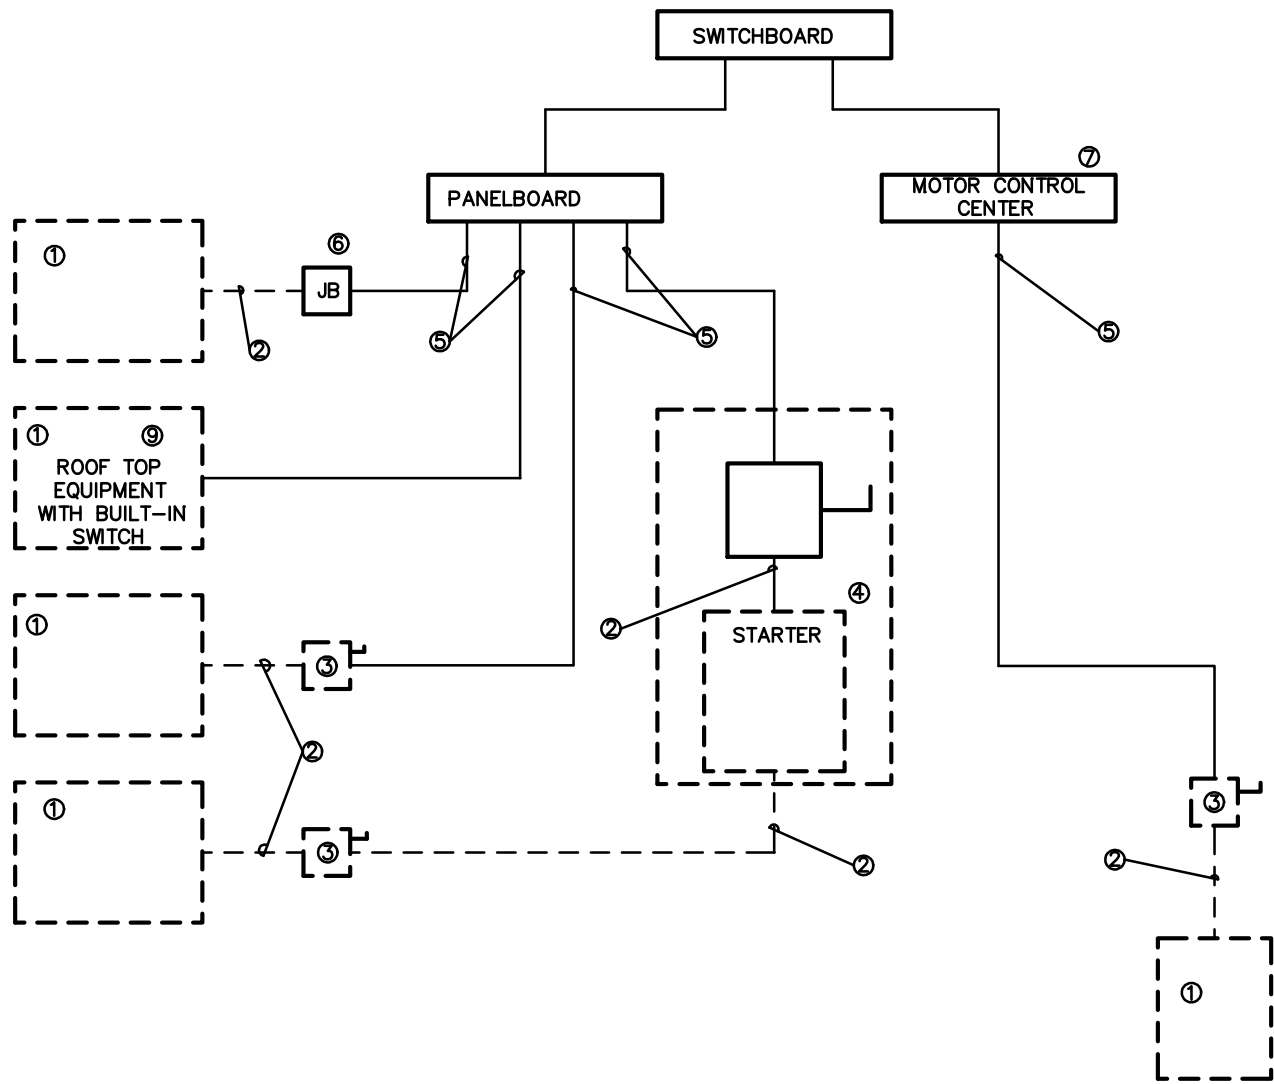 SWITCHBOARD
⑦
PANELBOARD
MOTOR CONTROL
CENTER
①
⑥
JB
②
⑤
⑤
⑤
① ⑨
ROOF TOP
EQUIPMENT
WITH BUILT-IN
SWITCH
④
①
②
STARTER
③
②
③
①
③
②
②
①